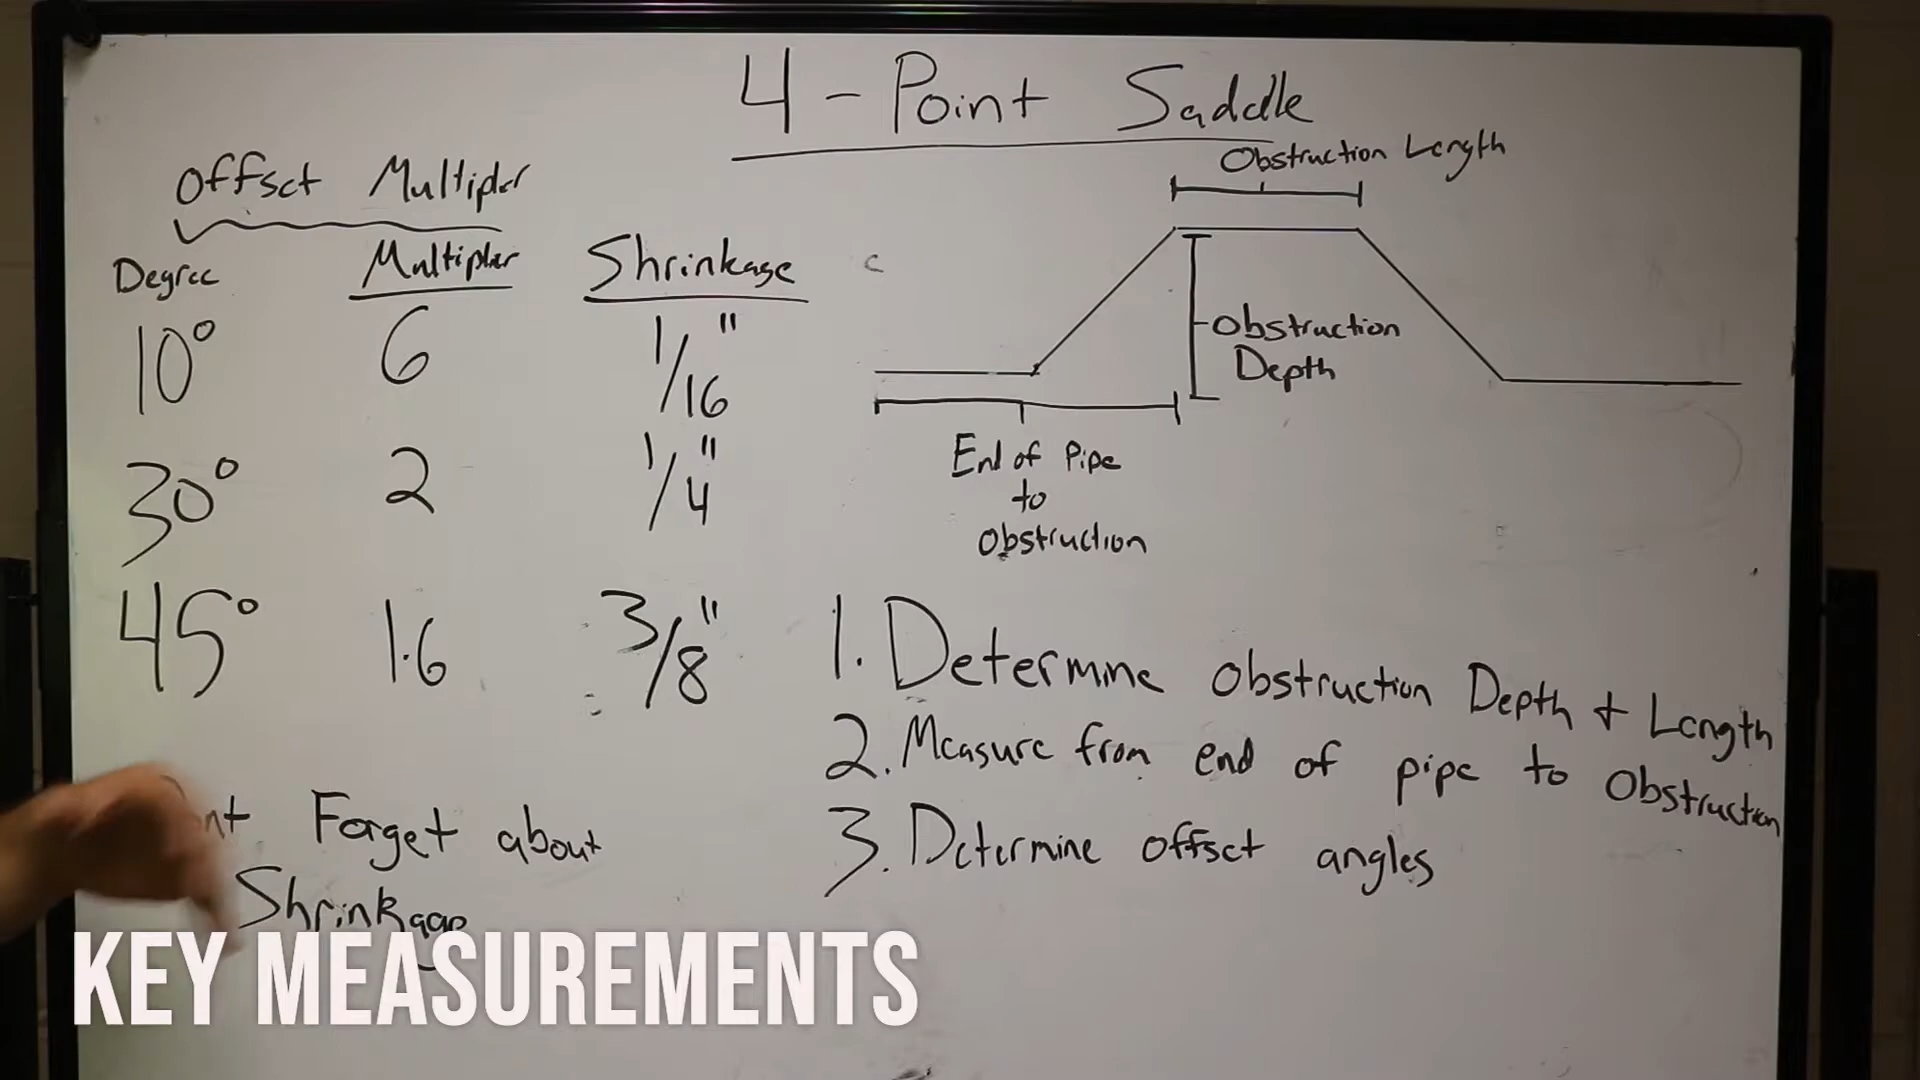 4 - Point Saddle
Offset Multipler
Degree Multipler Shrinkage
10° 6 1/16"
30° 2 1/4"
45° 1.6 3/8"
Forget about
Shrinkage
Obstruction Length
Obstruction
Depth
End of Pipe
to
Obstruction
1. Determine Obstruction Depth + Length
2. Measure from end of pipe to Obstruction
3. Determine offset angles
KEY MEASUREMENTS